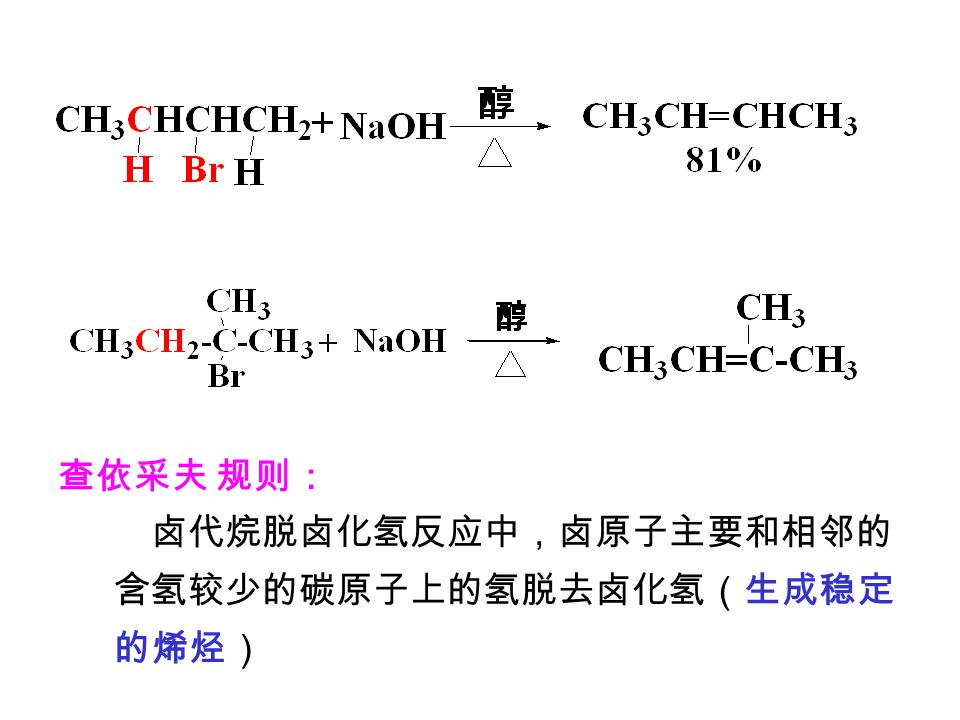 醇
CH₃CHCHCH₂+ NaOH CH₃CH=CHCH₃
H Br H △ 81%
CH₃ 醇 CH₃
CH₃CH₂-C-CH₃ + NaOH CH₃CH=C-CH₃
Br △
查依采夫 规则：
卤代烷脱卤化氢反应中，卤原子主要和相邻的
含氢较少的碳原子上的氢脱去卤化氢（生成稳定
的烯烃）